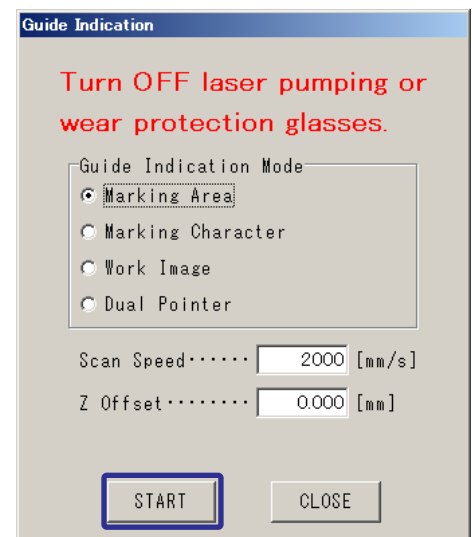 Guide Indication
Turn OFF laser pumping or
wear protection glasses.
Guide Indication Mode
Marking Area
Marking Character
Work Image
Dual Pointer
Scan Speed ･･････ 2000 [mm/s]
Z Offset ････････ 0.000 [mm]
START CLOSE